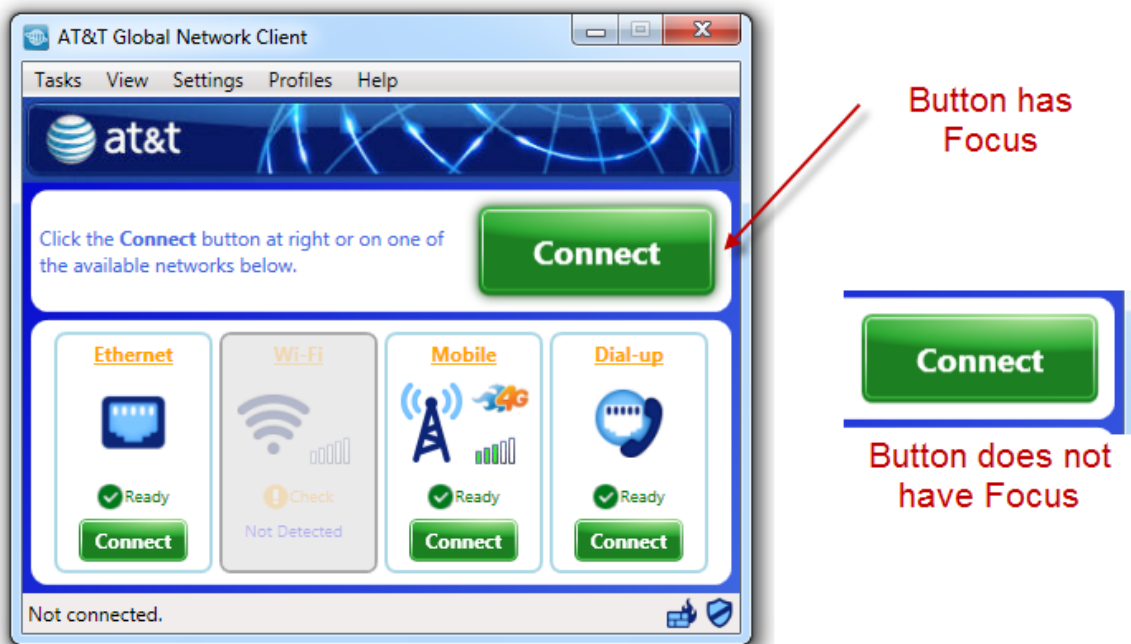 AT&T Global Network Client
Tasks View Settings Profiles Help
at&t
Click the Connect button at right or on one of
the available networks below.
Connect
Ethernet
Ready
Connect
Wi-Fi
Check
Not Detected
Mobile
4G
Ready
Connect
Dial-up
Ready
Connect
Not connected.
Button has
Focus
Connect
Button does not
have Focus